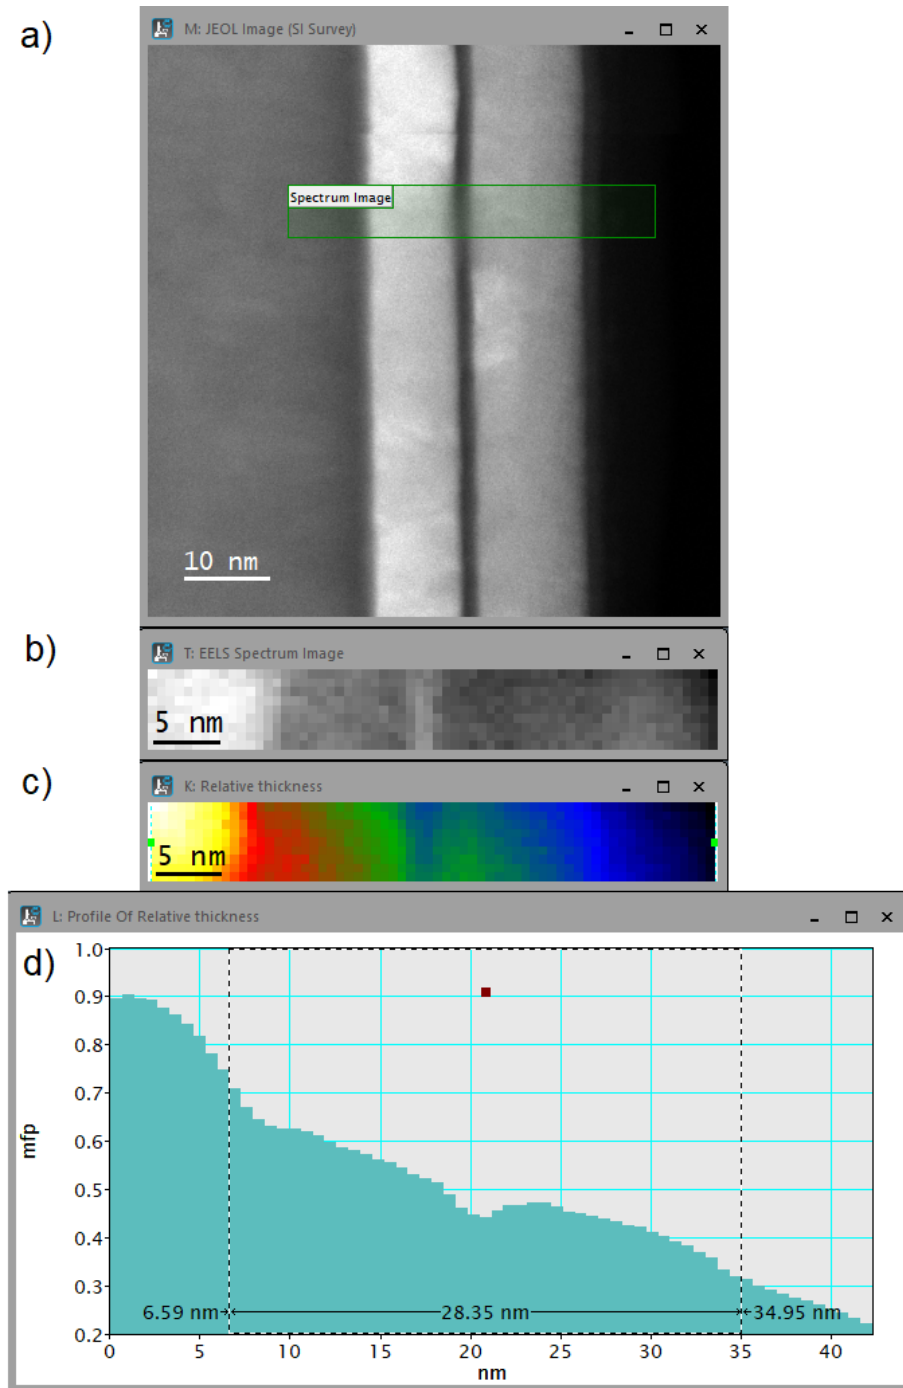 a)
M: JEOL Image (SI Survey)
Spectrum Image
10 nm
b)
T: EELS Spectrum Image
5 nm
c)
K: Relative thickness
5 nm
L: Profile Of Relative thickness
d)
1.0
0.9
0.8
0.7
0.6
0.5
0.4
0.3
0.2
mfp
6.59 nm
28.35 nm
34.95 nm
0 5 10 15 20 25 30 35 40
nm